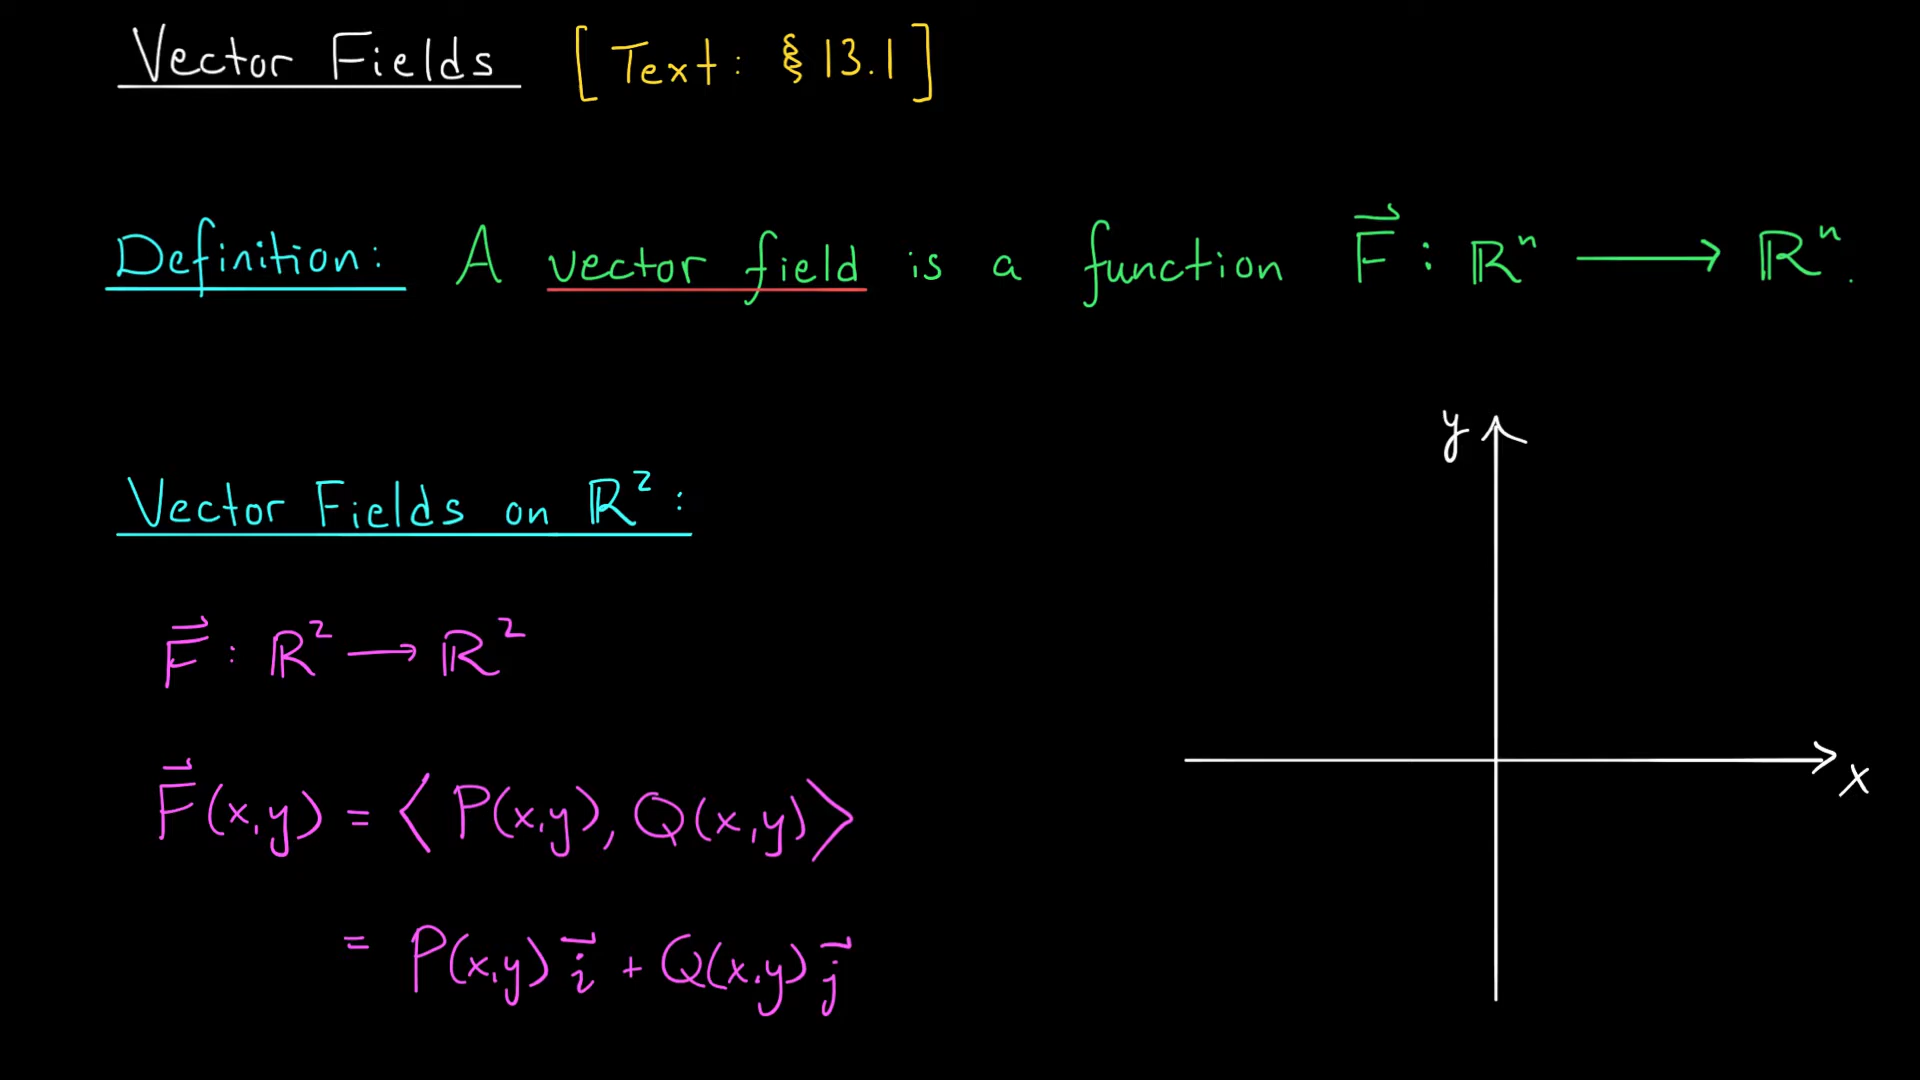 Vector Fields [Text: § 13.1]
Definition: A vector field is a function F⃗ : ℝⁿ ⟶ ℝⁿ.
y
Vector Fields on ℝ²:
F⃗ : ℝ² ⟶ ℝ²
x
F⃗(x,y) = ⟨P(x,y), Q(x,y)⟩
= P(x,y) i⃗ + Q(x,y) j⃗